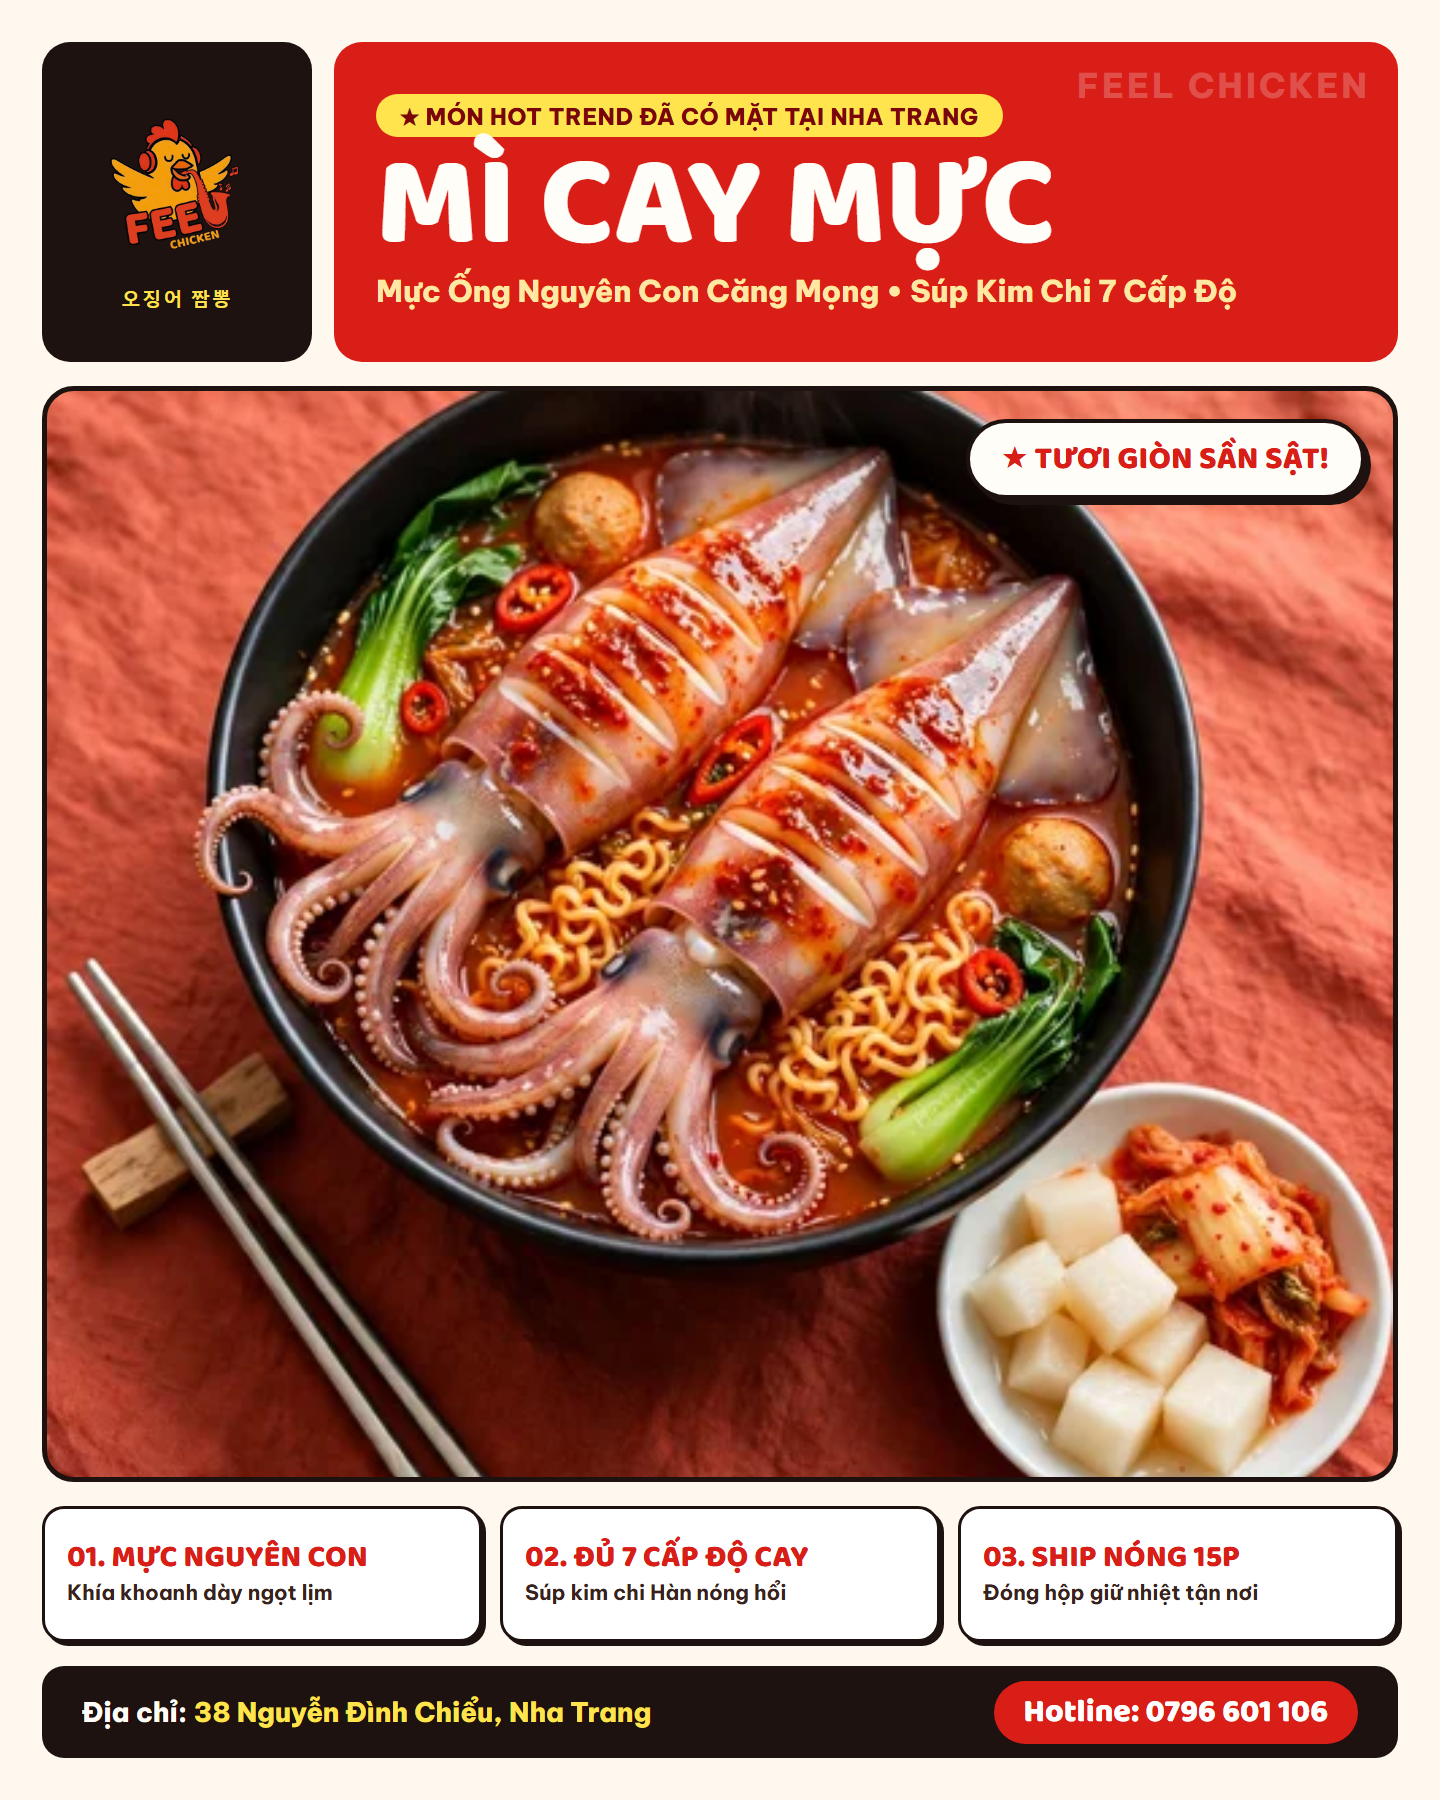 FEEL
CHICKEN
오징어 짬뽕
FEEL CHICKEN
★ MÓN HOT TREND ĐÃ CÓ MẶT TẠI NHA TRANG
MÌ CAY MỰC
Mực Ống Nguyên Con Căng Mọng • Súp Kim Chi 7 Cấp Độ
★ TƯƠI GIÒN SẦN SẬT!
01. MỰC NGUYÊN CON
Khía khoanh dày ngọt lịm
02. ĐỦ 7 CẤP ĐỘ CAY
Súp kim chi Hàn nóng hổi
03. SHIP NÓNG 15P
Đóng hộp giữ nhiệt tận nơi
Địa chỉ: 38 Nguyễn Đình Chiểu, Nha Trang
Hotline: 0796 601 106